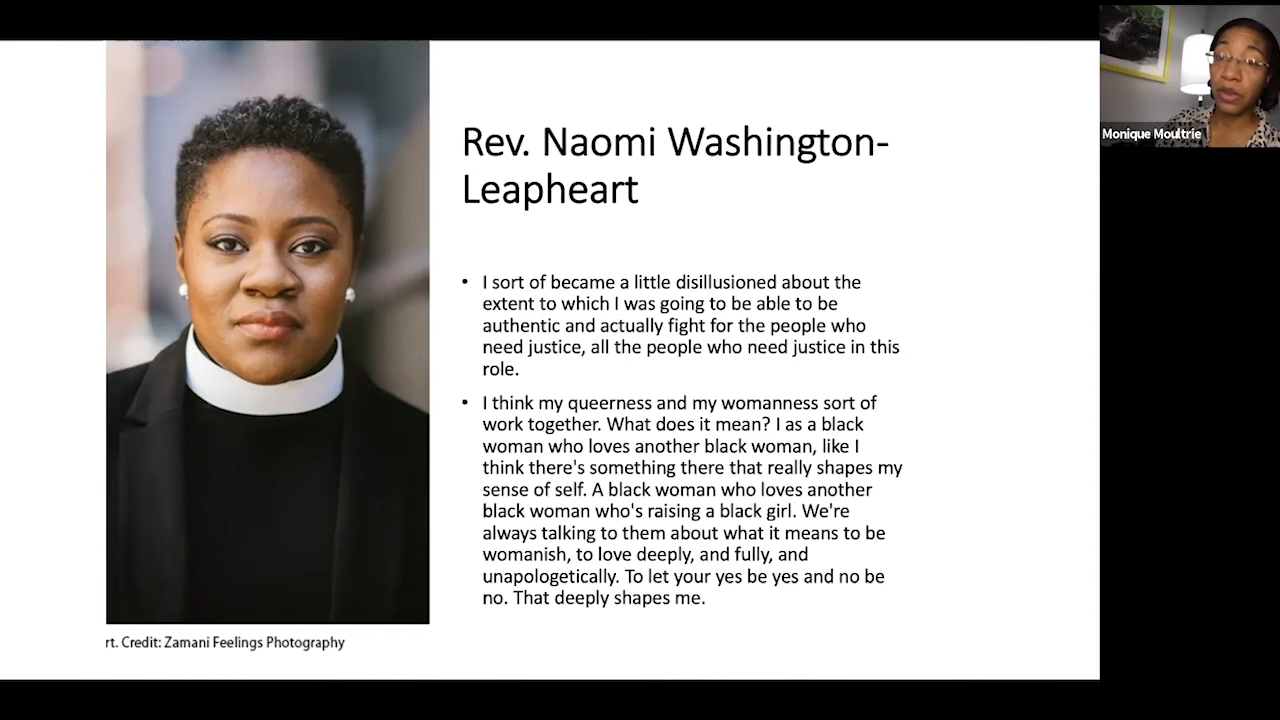 Monique Moultrie
Rev. Naomi Washington-
Leapheart
• I sort of became a little disillusioned about the
extent to which I was going to be able to be
authentic and actually fight for the people who
need justice, all the people who need justice in this
role.
• I think my queerness and my womanness sort of
work together. What does it mean? I as a black
woman who loves another black woman, like I
think there's something there that really shapes my
sense of self. A black woman who loves another
black woman who's raising a black girl. We're
always talking to them about what it means to be
womanish, to love deeply, and fully, and
unapologetically. To let your yes be yes and no be
no. That deeply shapes me.
rt. Credit: Zamani Feelings Photography